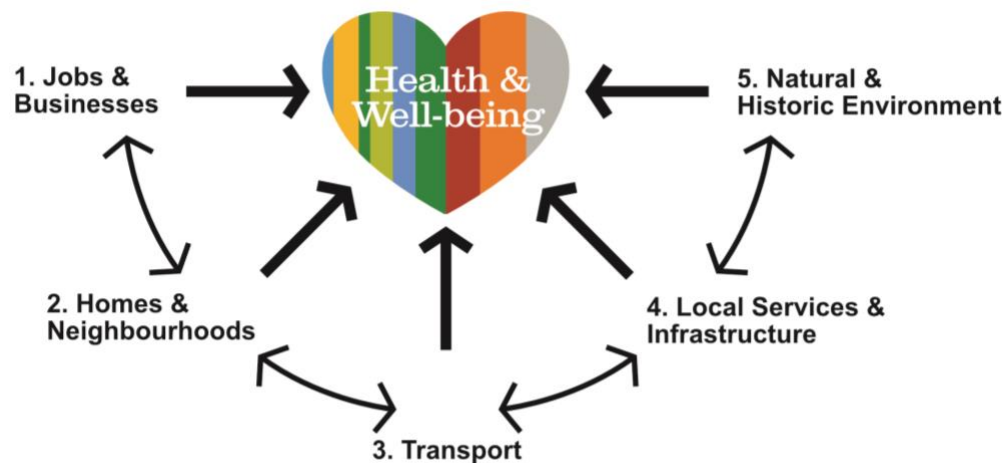 Health &
Well-being
1. Jobs &
Businesses
2. Homes &
Neighbourhoods
3. Transport
4. Local Services &
Infrastructure
5. Natural &
Historic Environment